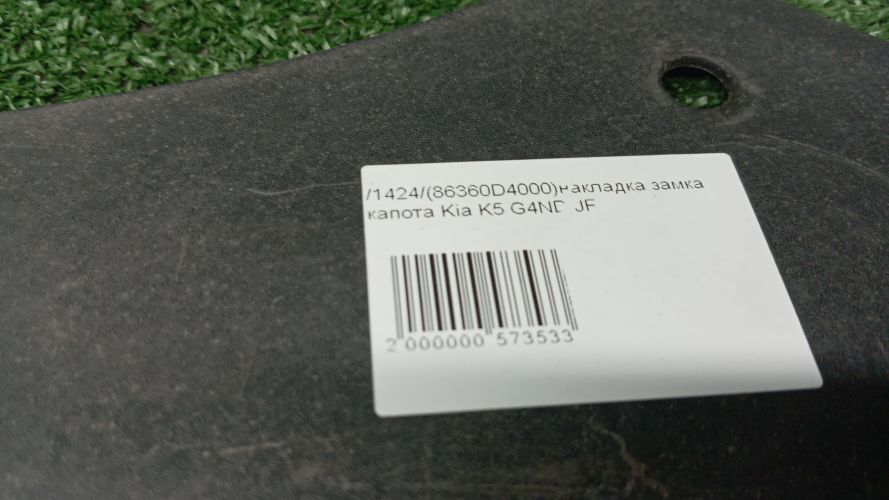 /1424/(86360D4000)накладка замка
капота Kia K5 G4ND JF
2 000000 573533